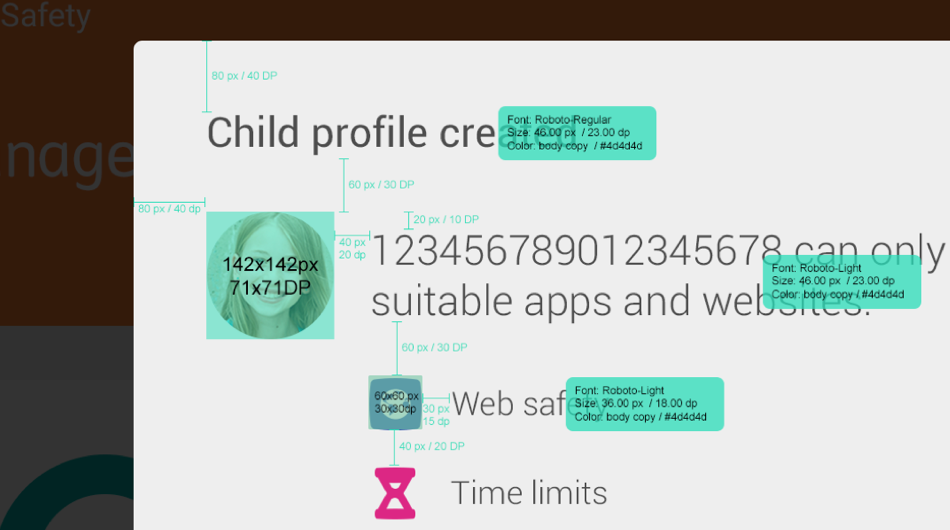 Safety
80 px / 40 DP
Child profile created
Font: Roboto-Regular
Size: 46.00 px / 23.00 dp
Color: body copy / #4d4d4d
nage
60 px / 30 DP
80 px / 40 dp
20 px / 10 DP
40 px
20 dp
123456789012345678 can only
142x142px
71x71DP
Font: Roboto-Light
Size: 46.00 px / 23.00 dp
Color: body copy / #4d4d4d
suitable apps and websites.
60 px / 30 DP
60x60 px
30x30dp
30 px
15 dp
Web safety
Font: Roboto-Light
Size: 36.00 px / 18.00 dp
Color: body copy / #4d4d4d
40 px / 20 DP
Time limits